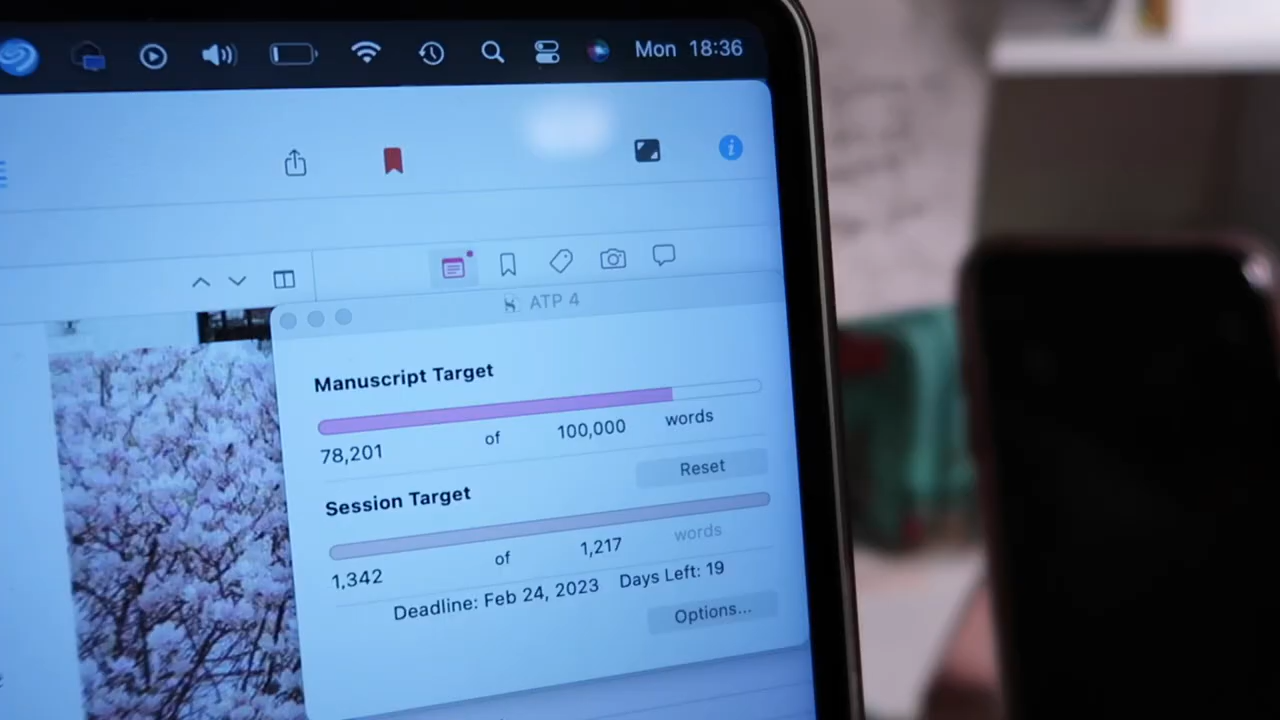 Mon 18:36
ATP 4
Manuscript Target
78,201 of 100,000 words
Reset
Session Target
1,342 of 1,217 words
Deadline: Feb 24, 2023 Days Left: 19
Options...